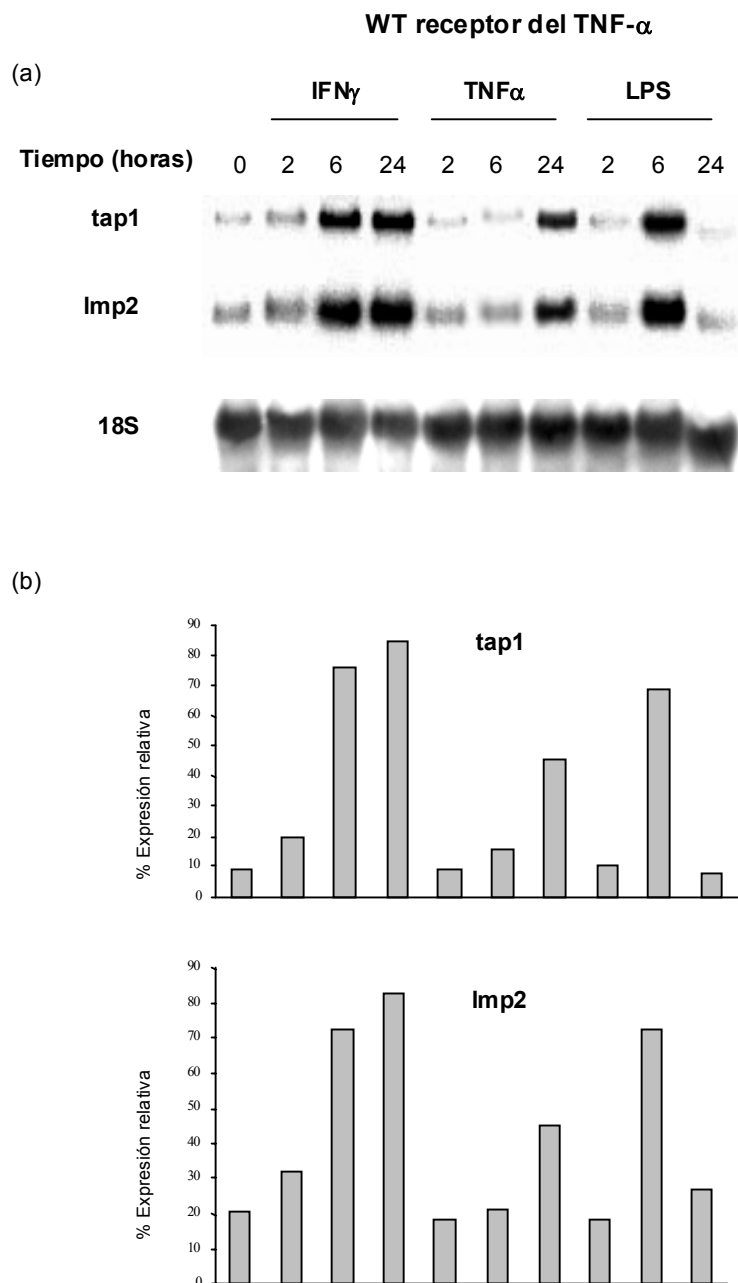 WT receptor del TNF-α
(a)
IFNγ TNFα LPS
Tiempo (horas) 0 2 6 24 2 6 24 2 6 24
tap1
lmp2
18S
(b)
tap1
% Expresión relativa
90
80
70
60
50
40
30
20
10
0
lmp2
% Expresión relativa
90
80
70
60
50
40
30
20
10
0